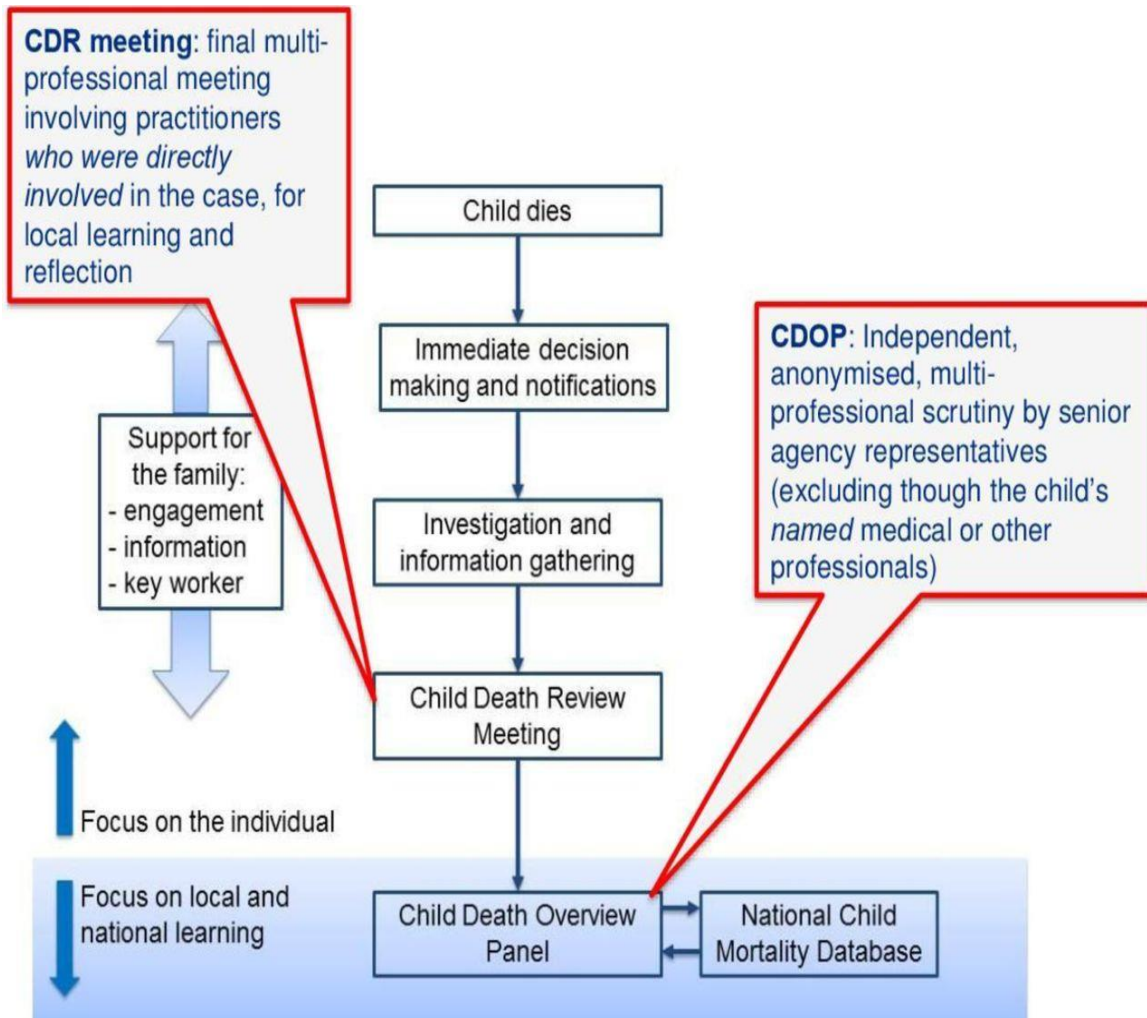 CDR meeting: final multi-
professional meeting
involving practitioners
who were directly
involved in the case, for
local learning and
reflection
Child dies
Immediate decision
making and notifications
CDOP: Independent,
anonymised, multi-
professional scrutiny by senior
agency representatives
(excluding though the child's
named medical or other
professionals)
Support for
the family:
- engagement
- information
- key worker
Investigation and
information gathering
Child Death Review
Meeting
Focus on the individual
Focus on local and
national learning
Child Death Overview
Panel
National Child
Mortality Database